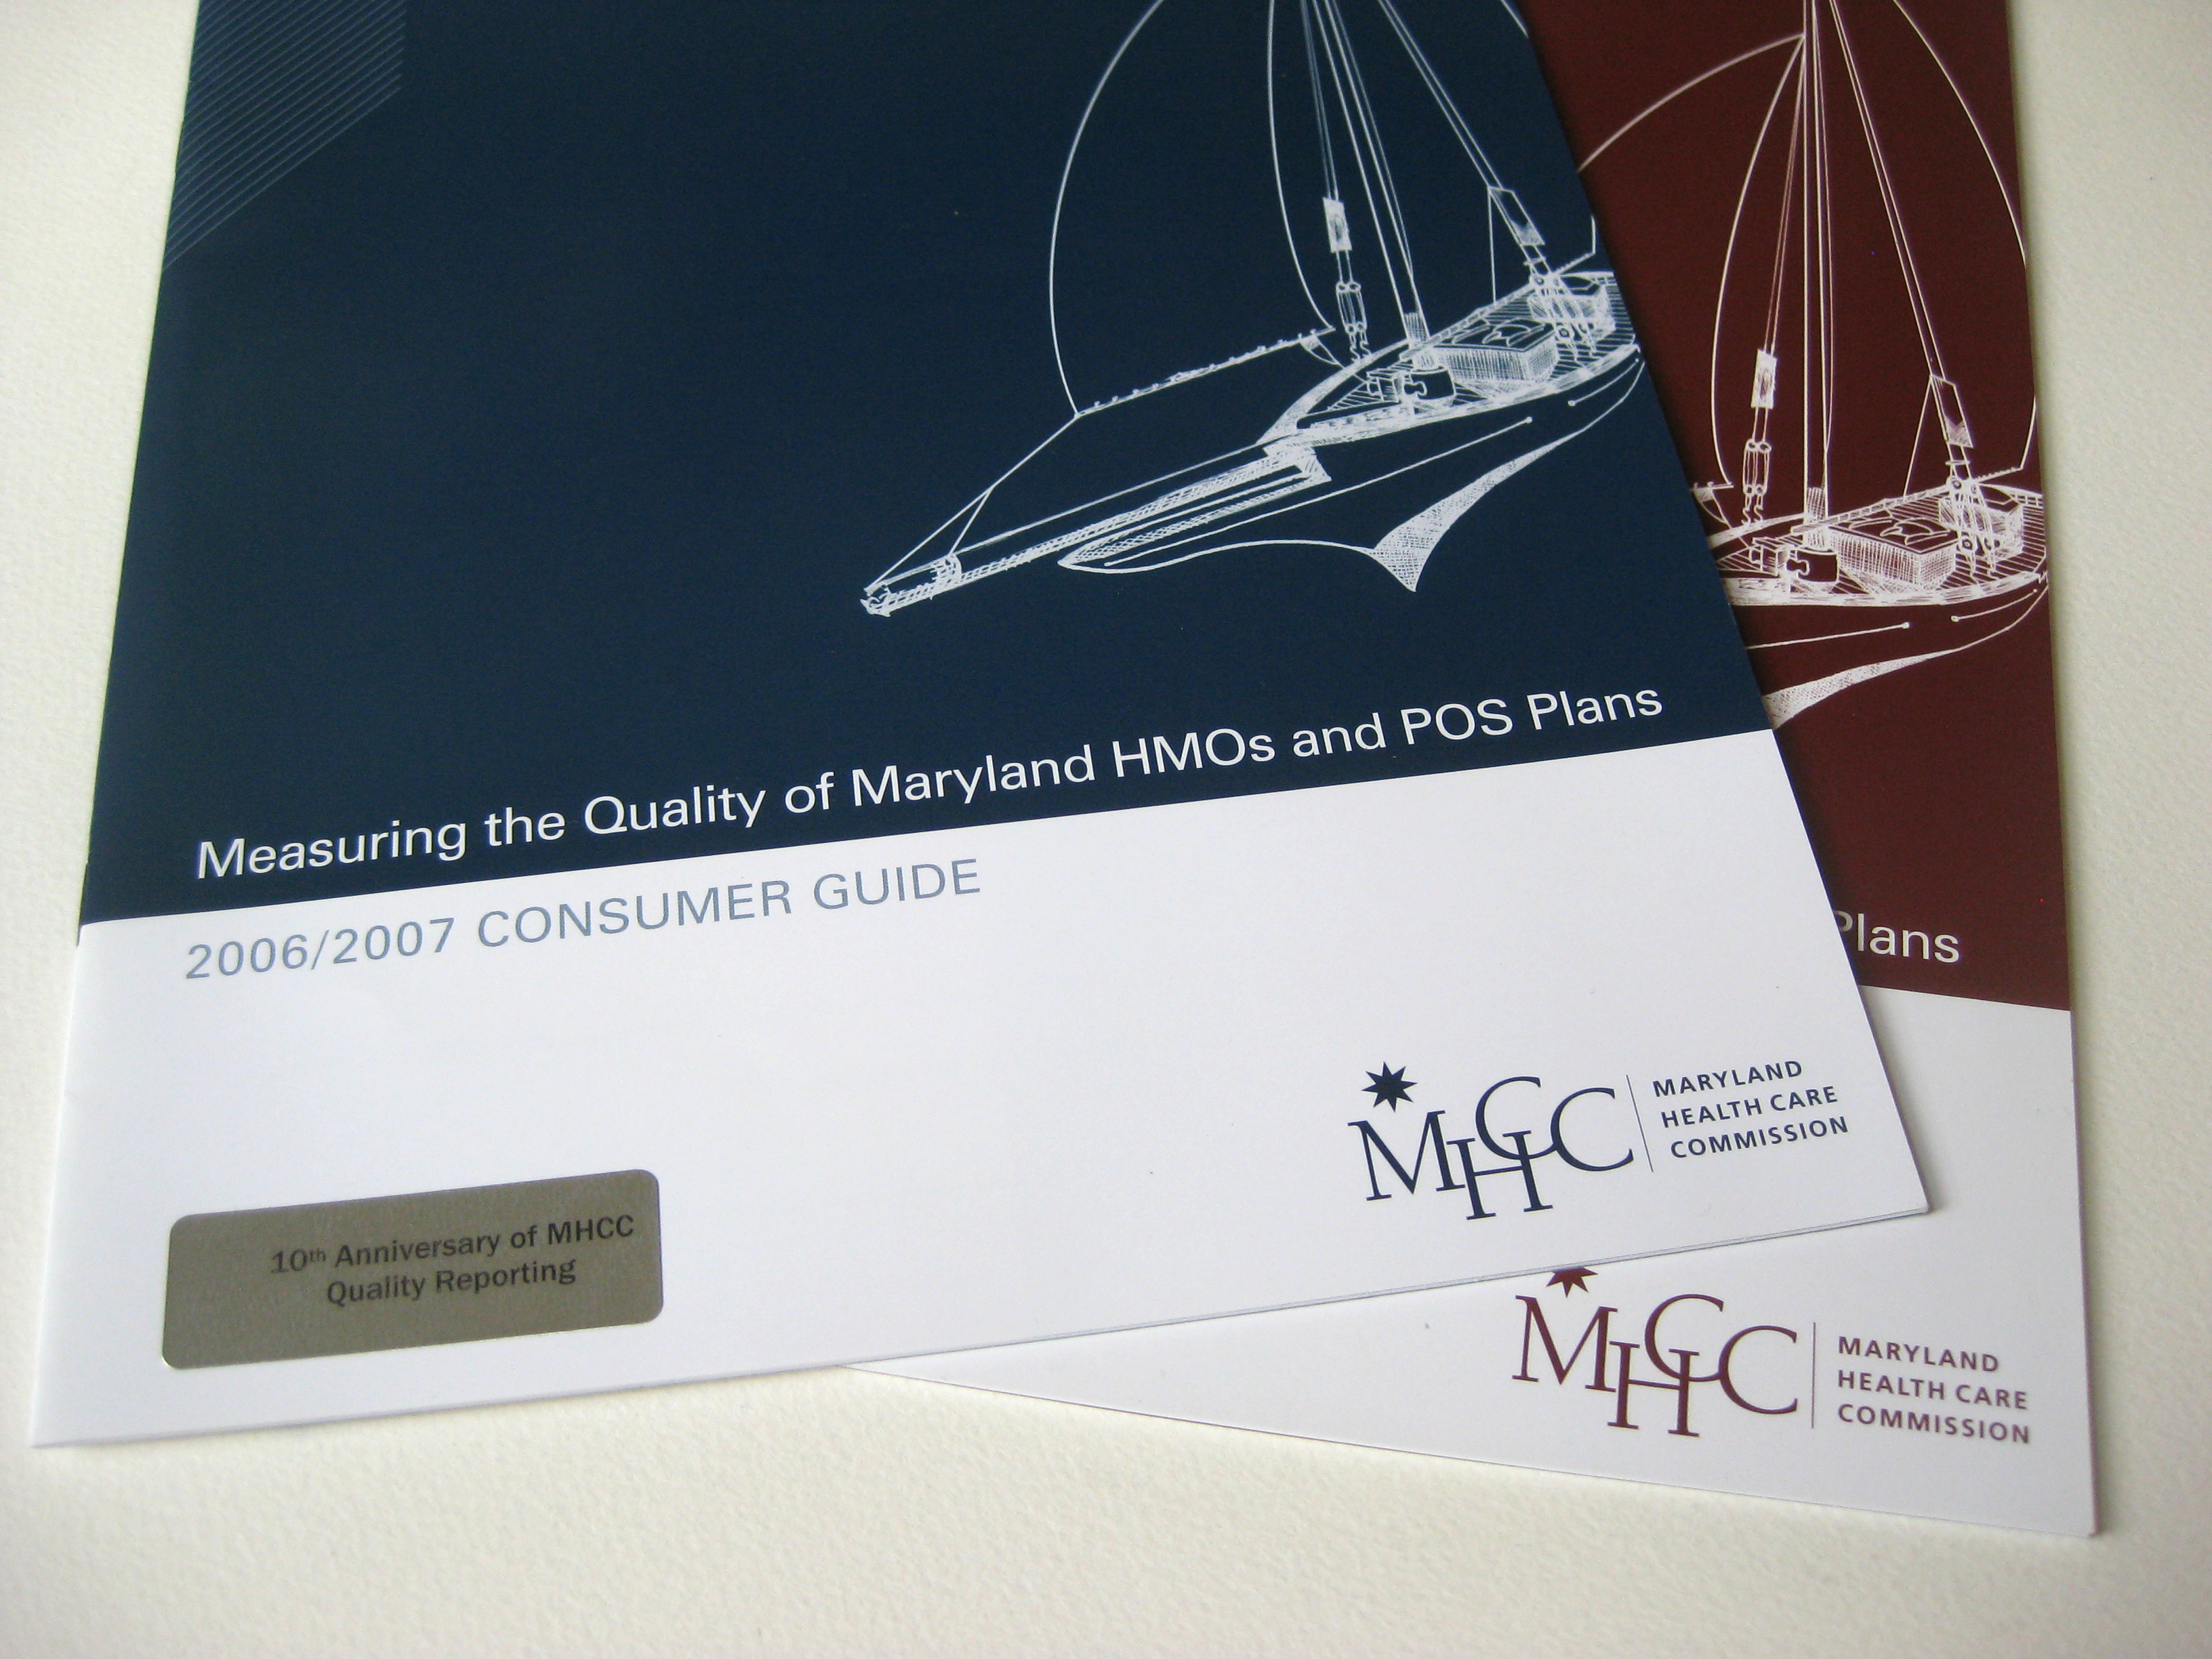 Measuring the Quality of Maryland HMOs and POS Plans
2006/2007 CONSUMER GUIDE
MHCC
MARYLAND
HEALTH CARE
COMMISSION
10th Anniversary of MHCC
Quality Reporting
Plans
MHCC
MARYLAND
HEALTH CARE
COMMISSION